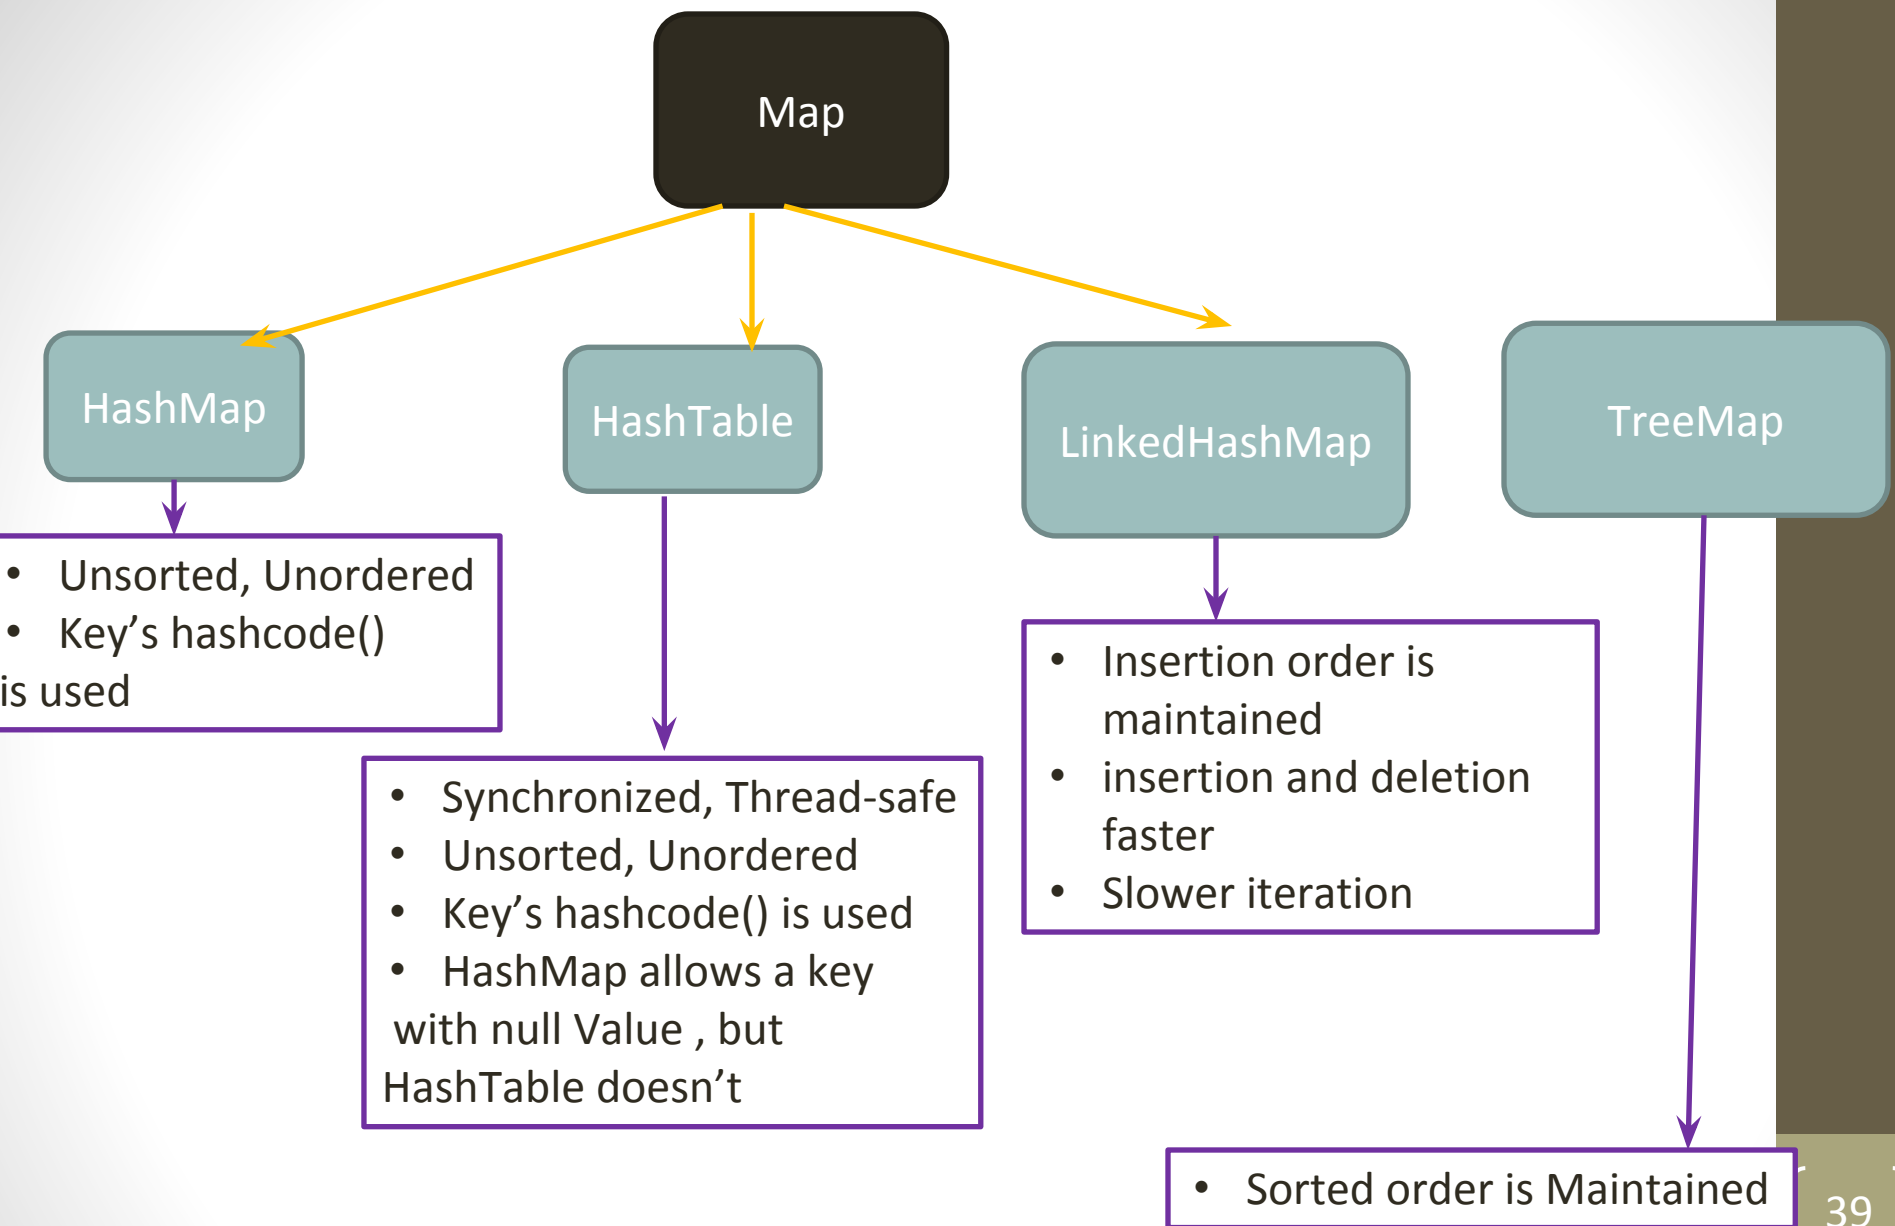 Map
HashMap
HashTable
LinkedHashMap
TreeMap
• Unsorted, Unordered
• Key’s hashcode()
is used
• Synchronized, Thread-safe
• Unsorted, Unordered
• Key’s hashcode() is used
• HashMap allows a key
with null Value , but
HashTable doesn’t
• Insertion order is
maintained
• insertion and deletion
faster
• Slower iteration
• Sorted order is Maintained
39